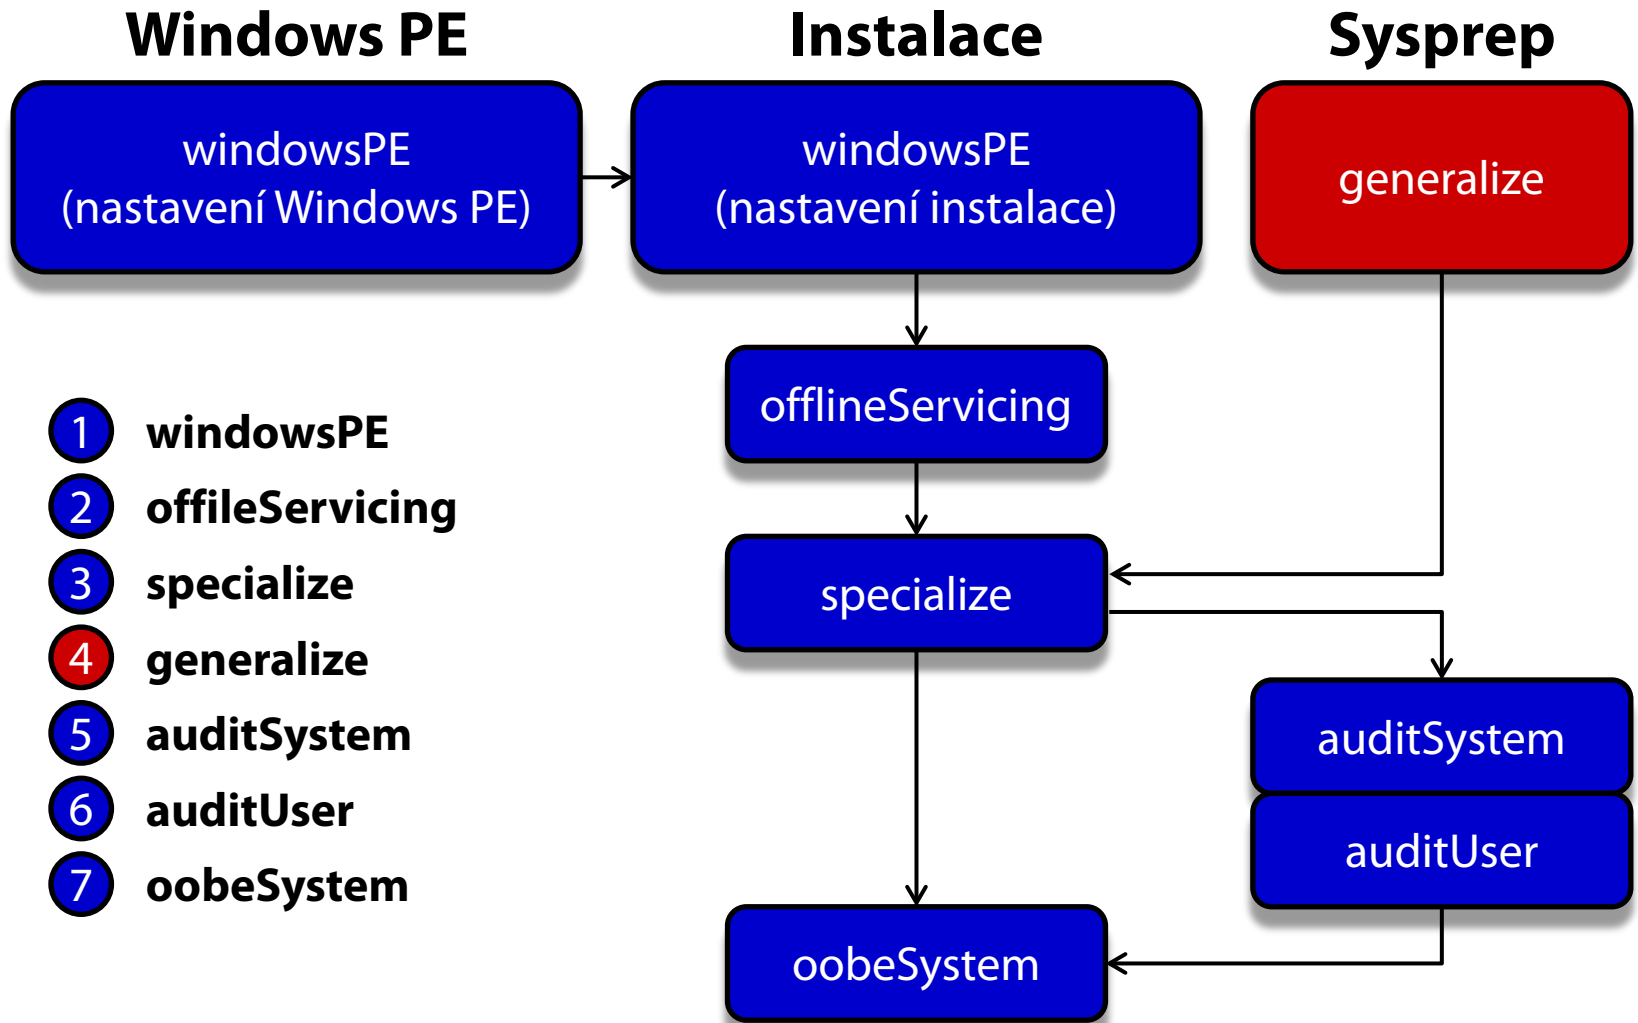 Windows PE
Instalace
Sysprep
windowsPE
(nastavení Windows PE)
windowsPE
(nastavení instalace)
generalize
offlineServicing
specialize
auditSystem
auditUser
oobeSystem
1 windowsPE
2 offileServicing
3 specialize
4 generalize
5 auditSystem
6 auditUser
7 oobeSystem